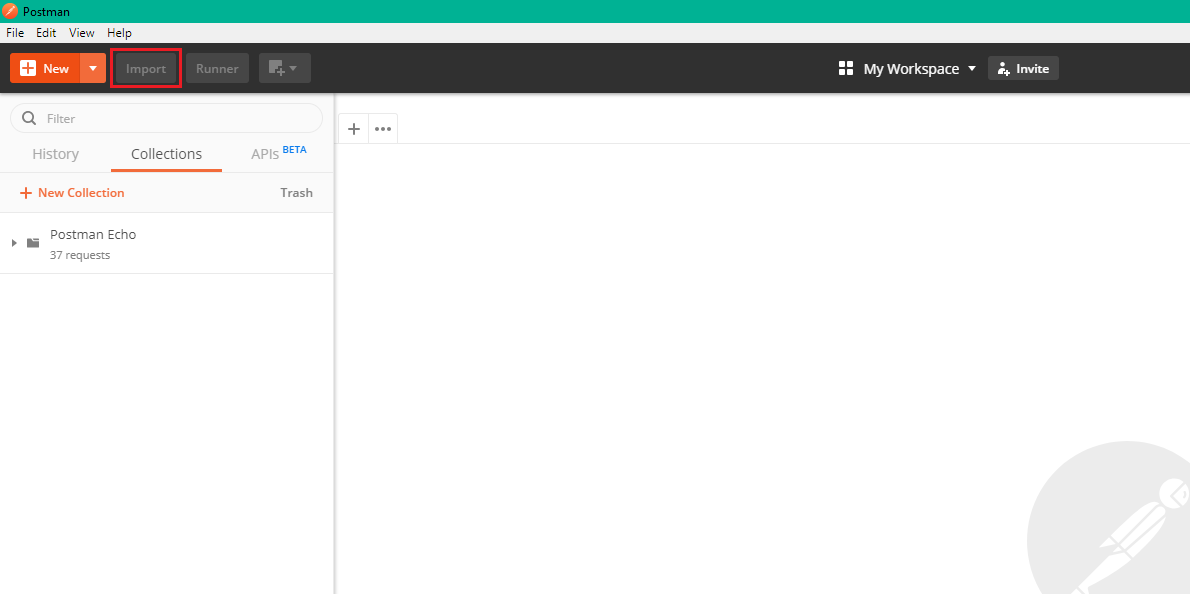 Postman
File Edit View Help
New Import Runner My Workspace Invite
Filter
History Collections APIs BETA
New Collection Trash
Postman Echo
37 requests